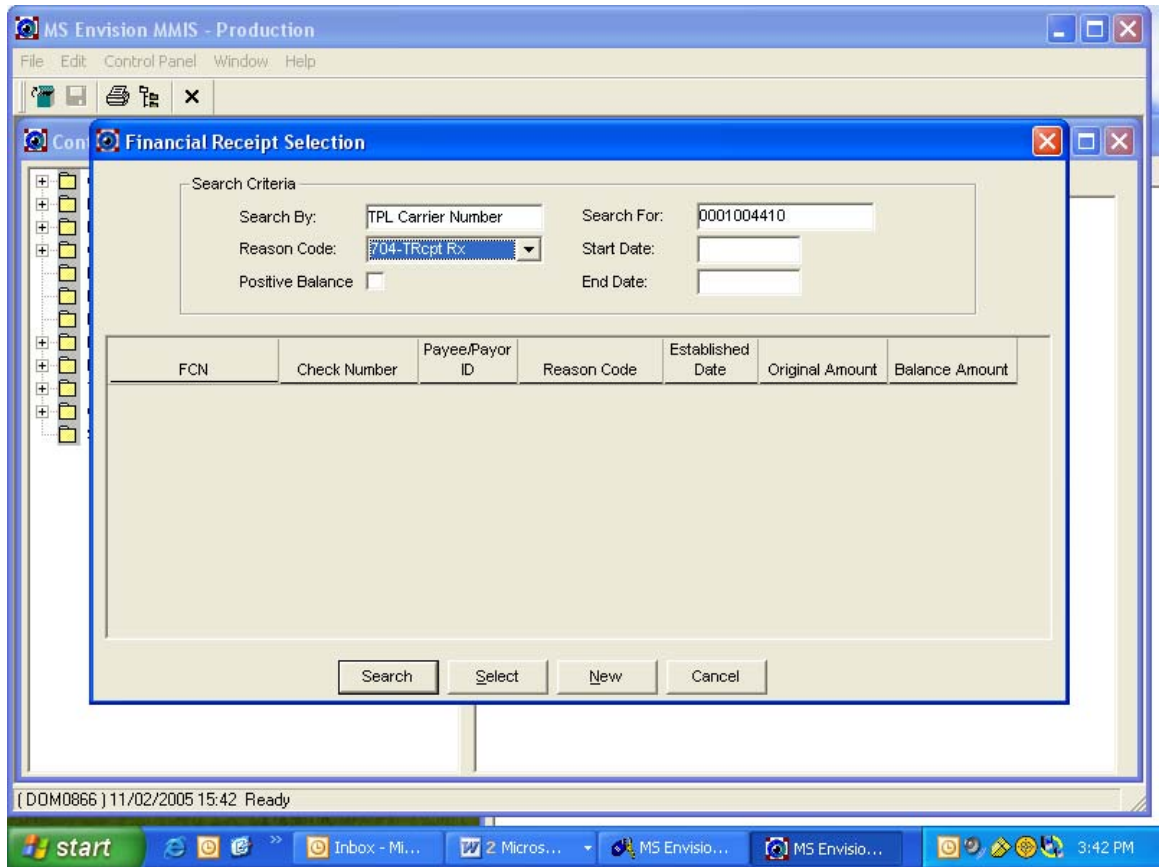 MS Envision MMIS - Production
File Edit Control Panel Window Help
Financial Receipt Selection
Search Criteria
Search By: TPL Carrier Number Search For: 0001004410
Reason Code: 704-TRcpt Rx Start Date:
Positive Balance End Date:
FCN Check Number Payee/Payor ID Reason Code Established Date Original Amount Balance Amount
Search Select New Cancel
( DOM0866 ) 11/02/2005 15:42 Ready
start Inbox - Mi... 2 Micros... MS Envisio... MS Envisio... 3:42 PM